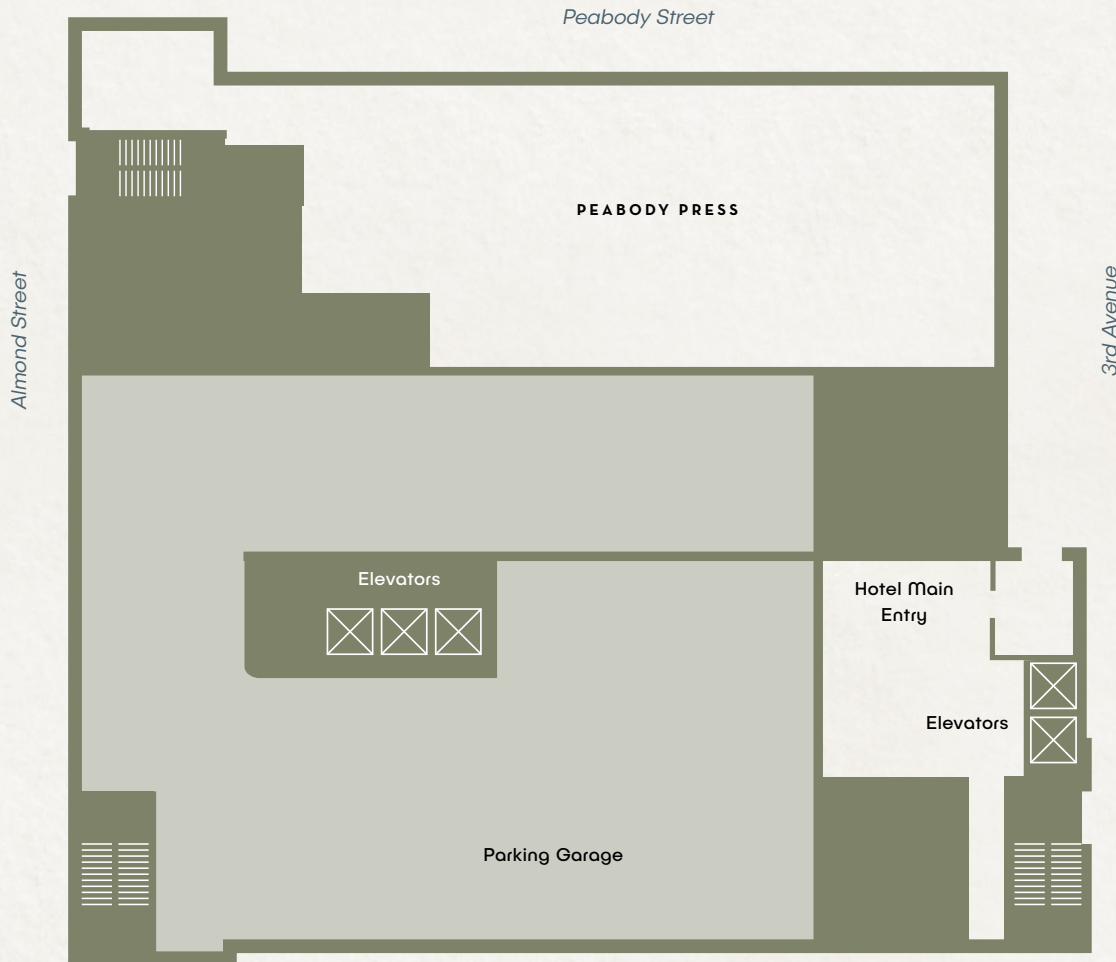 Peabody Street
PEABODY PRESS
Almond Street
3rd Avenue
Elevators
Hotel Main
Entry
Elevators
Parking Garage